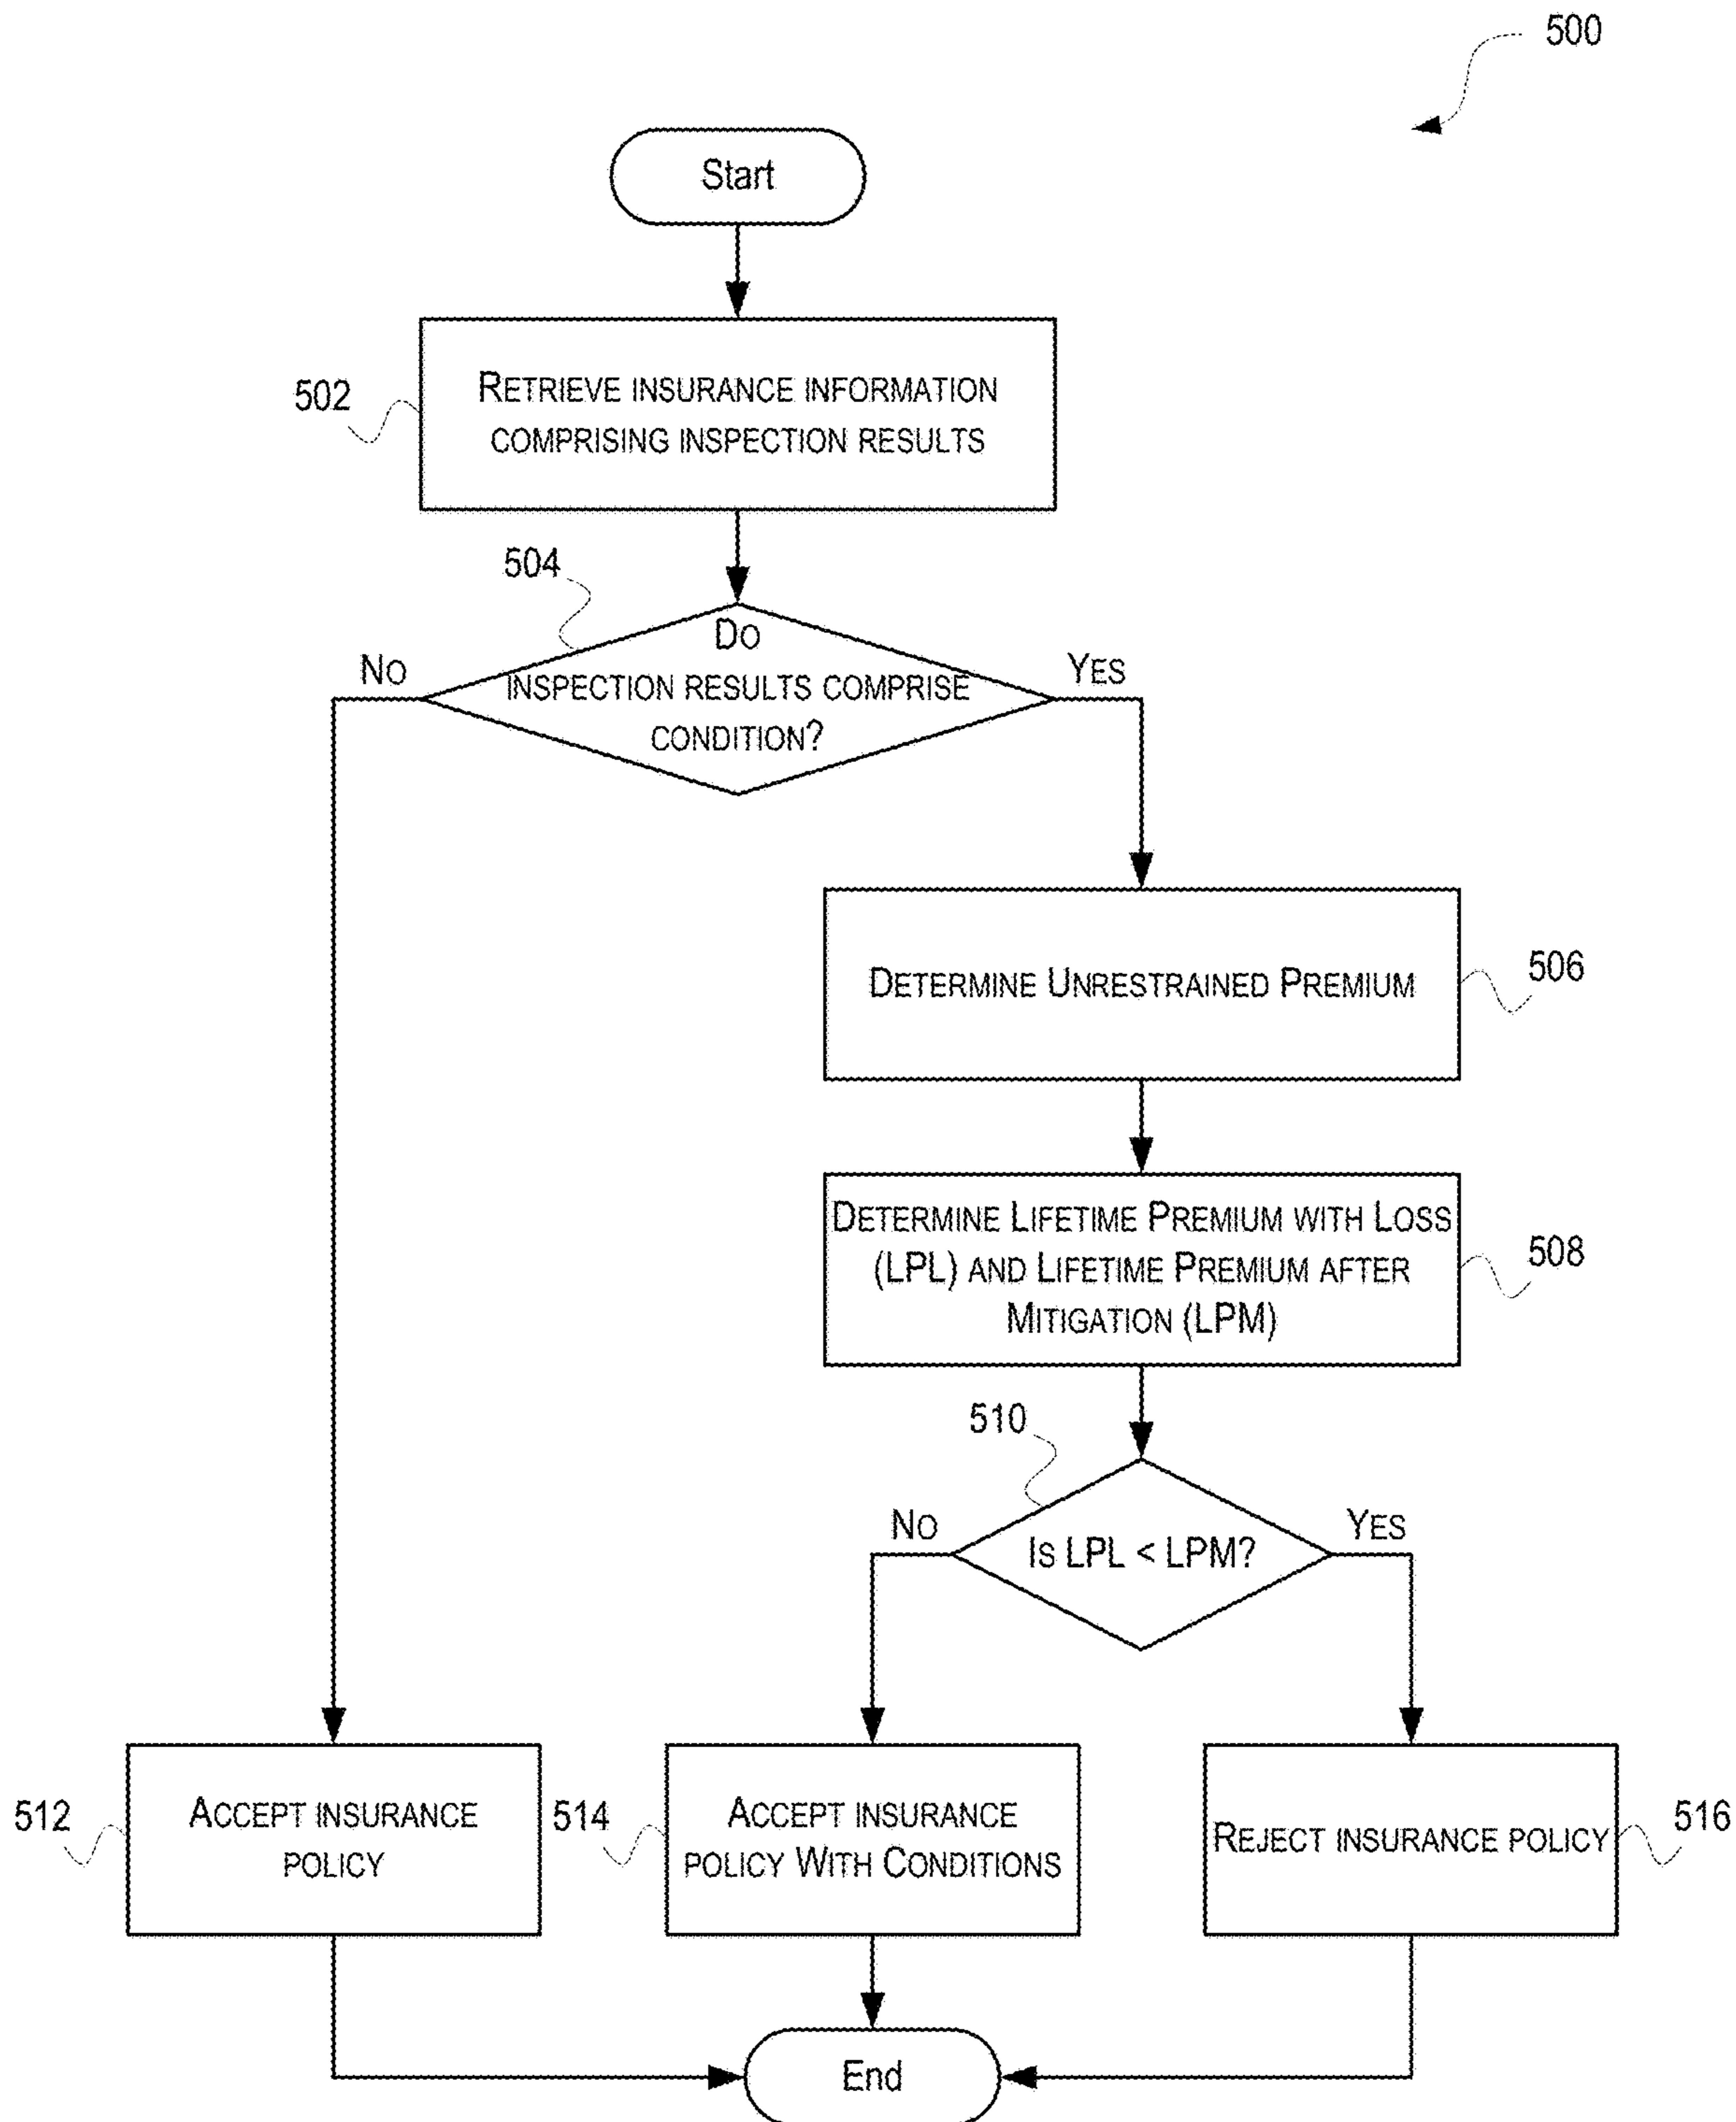 500
Start
502
RETRIEVE INSURANCE INFORMATION
COMPRISING INSPECTION RESULTS
504
DO
INSPECTION RESULTS COMPRISE
CONDITION?
NO
YES
DETERMINE UNRESTRAINED PREMIUM
506
DETERMINE LIFETIME PREMIUM WITH LOSS
(LPL) AND LIFETIME PREMIUM AFTER
MITIGATION (LPM)
508
510
NO
YES
IS LPL < LPM?
512
ACCEPT INSURANCE
POLICY
514
ACCEPT INSURANCE
POLICY WITH CONDITIONS
REJECT INSURANCE POLICY
516
End